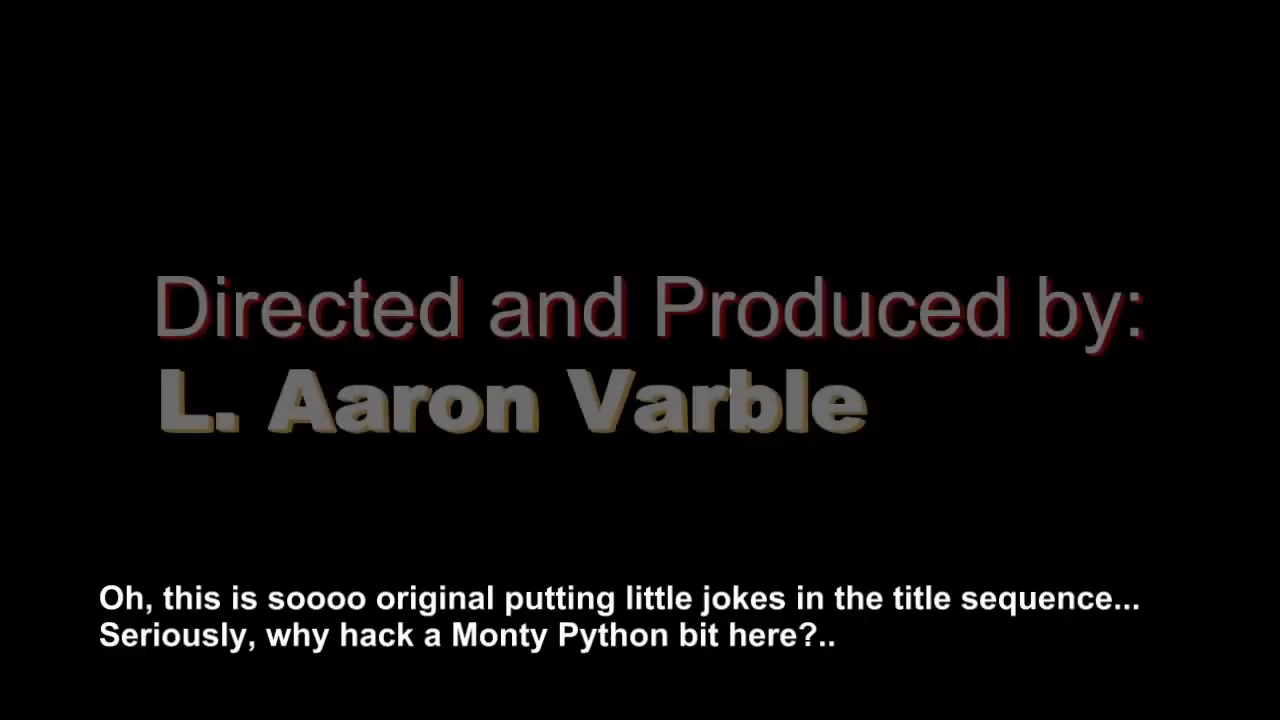 Directed and Produced by:
L. Aaron Varble
Oh, this is soooo original putting little jokes in the title sequence...
Seriously, why hack a Monty Python bit here?..